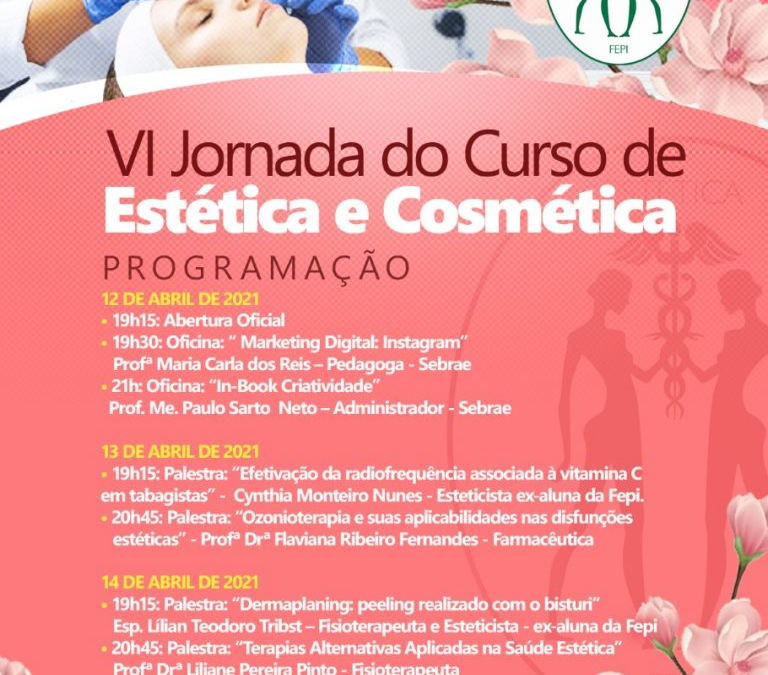 FEPI
VI Jornada do Curso de
Estética e Cosmética
PROGRAMAÇÃO
12 DE ABRIL DE 2021
• 19h15: Abertura Oficial
• 19h30: Oficina: “ Marketing Digital: Instagram”
Profª Maria Carla dos Reis – Pedagoga - Sebrae
• 21h: Oficina: “In-Book Criatividade”
Prof. Me. Paulo Sarto Neto – Administrador - Sebrae
13 DE ABRIL DE 2021
• 19h15: Palestra: “Efetivação da radiofrequência associada à vitamina C
em tabagistas” - Cynthia Monteiro Nunes - Esteticista ex-aluna da Fepi.
• 20h45: Palestra: “Ozonioterapia e suas aplicabilidades nas disfunções
estéticas” - Profª Drª Flaviana Ribeiro Fernandes - Farmacêutica
14 DE ABRIL DE 2021
• 19h15: Palestra: “Dermaplaning: peeling realizado com o bisturi”
Esp. Lílian Teodoro Tribst – Fisioterapeuta e Esteticista - ex-aluna da Fepi
• 20h45: Palestra: “Terapias Alternativas Aplicadas na Saúde Estética”
Profª Drª Liliane Pereira Pinto - Fisioterapeuta